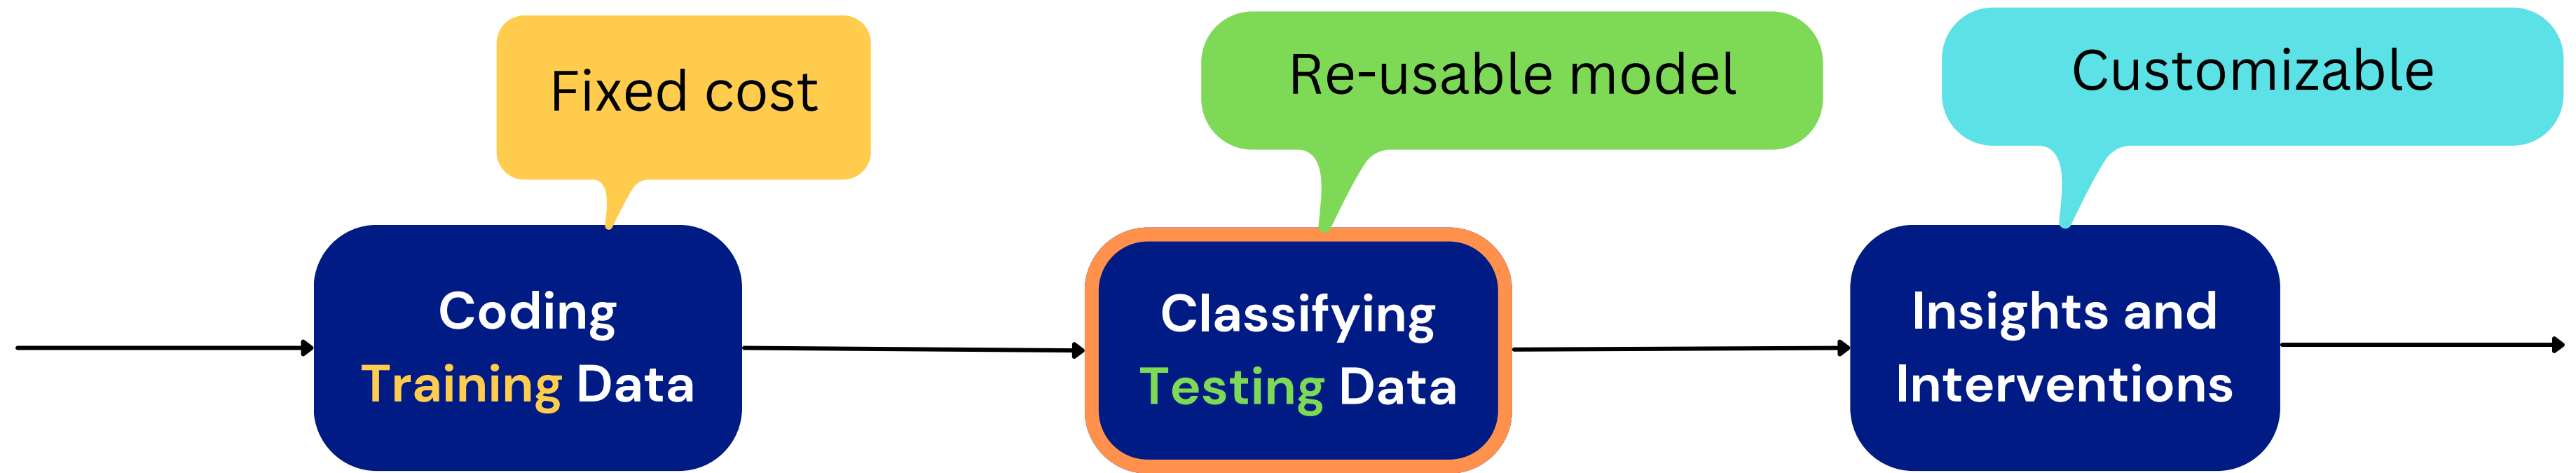 Fixed cost
Re-usable model
Customizable
Coding
Training Data
Classifying
Testing Data
Insights and
Interventions